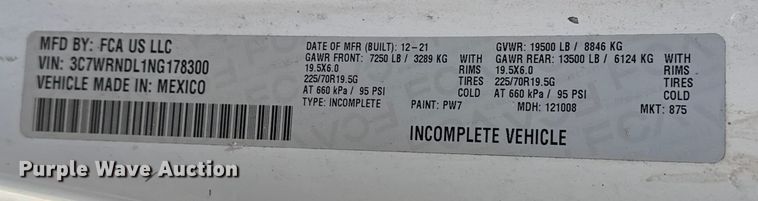 MFD BY: FCA US LLC
VIN: 3C7WRNDL1NG178300
VEHICLE MADE IN: MEXICO
DATE OF MFR (BUILT): 12-21
GAWR FRONT: 7250 LB / 3289 KG WITH
19.5X6.0 RIMS
225/70R19.5G TIRES
AT 660 kPa / 95 PSI COLD
TYPE: INCOMPLETE PAINT: PW7
GVWR: 19500 LB / 8846 KG
GAWR REAR: 13500 LB / 6124 KG WITH
19.5X6.0 RIMS
225/70R19.5G TIRES
AT 660 kPa / 95 PSI COLD
MDH: 121008 MKT: 875
INCOMPLETE VEHICLE
Purple Wave Auction